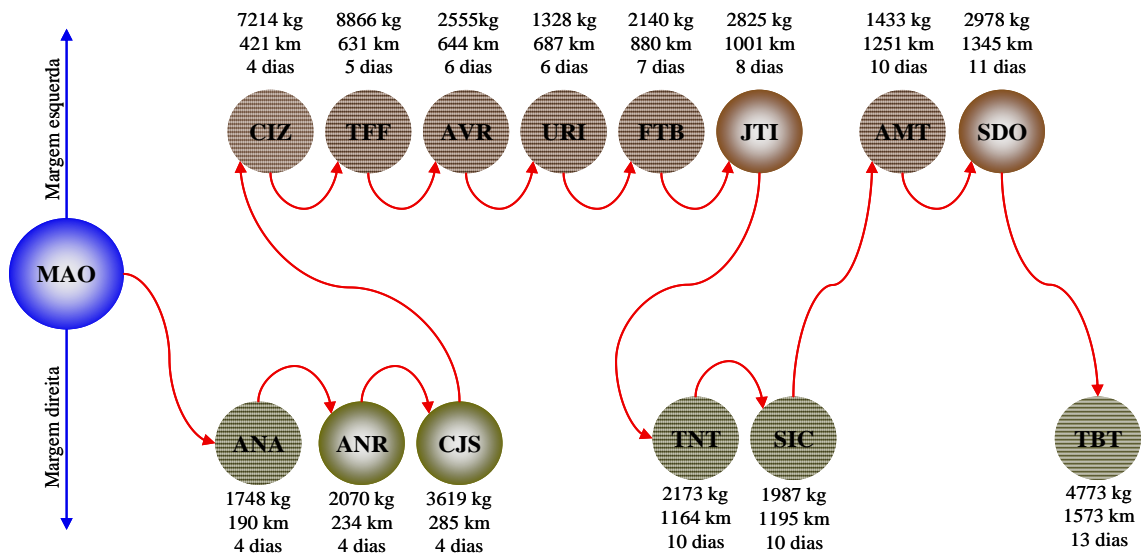 7214 kg
421 km
4 dias
8866 kg
631 km
5 dias
2555kg
644 km
6 dias
1328 kg
687 km
6 dias
2140 kg
880 km
7 dias
2825 kg
1001 km
8 dias
1433 kg
1251 km
10 dias
2978 kg
1345 km
11 dias
Margem esquerda
CIZ
TFF
AVR
URI
FTB
JTI
AMT
SDO
MAO
Margem direita
ANA
ANR
CJS
TNT
SIC
TBT
1748 kg
190 km
4 dias
2070 kg
234 km
4 dias
3619 kg
285 km
4 dias
2173 kg
1164 km
10 dias
1987 kg
1195 km
10 dias
4773 kg
1573 km
13 dias